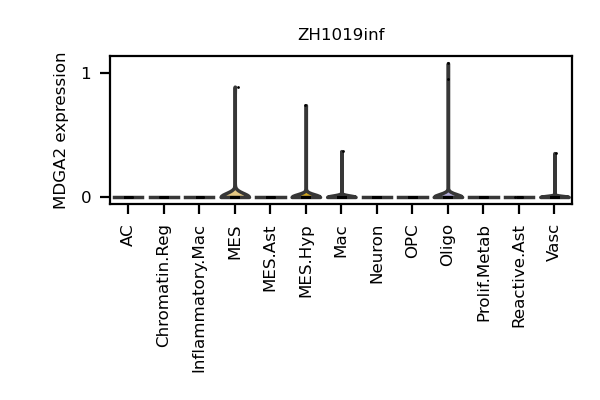 ZH1019inf
MDGA2 expression
1
0
AC
Chromatin.Reg
Inflammatory.Mac
MES
MES.Ast
MES.Hyp
Mac
Neuron
OPC
Oligo
Prolif.Metab
Reactive.Ast
Vasc